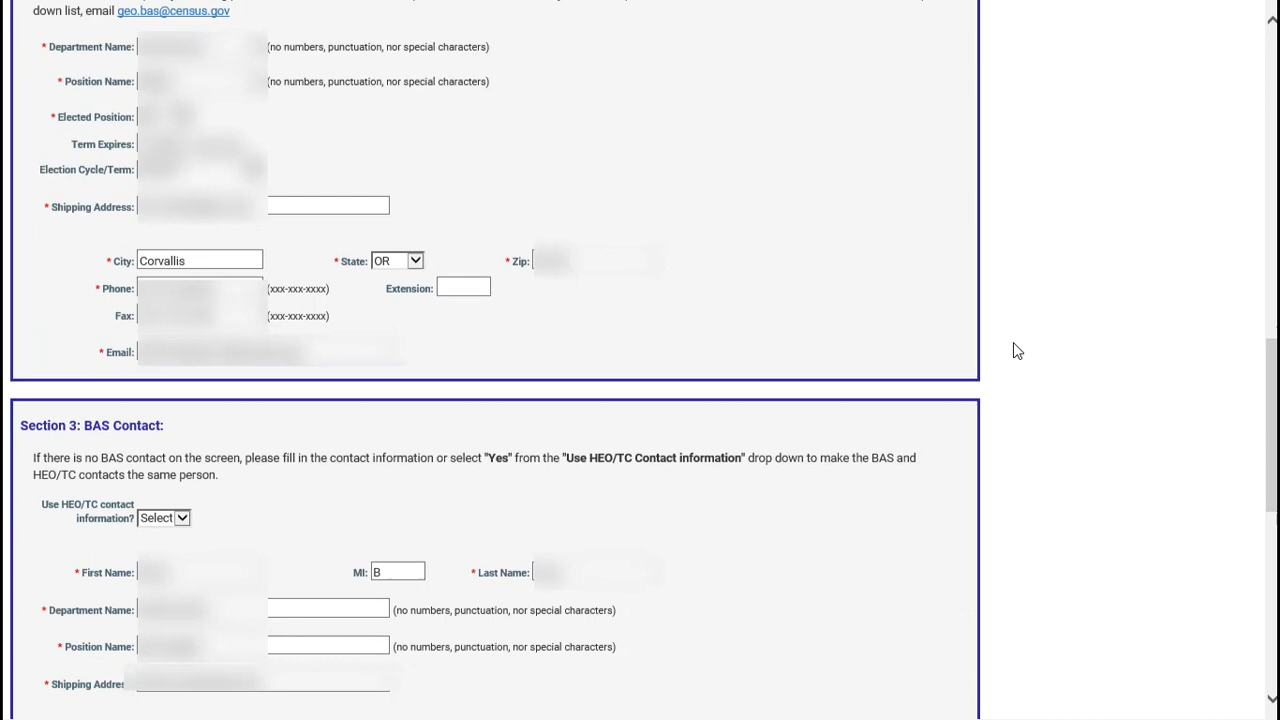 down list, email geo.bas@census.gov
* Department Name: (no numbers, punctuation, nor special characters)
* Position Name: (no numbers, punctuation, nor special characters)
* Elected Position:
Term Expires:
Election Cycle/Term:
* Shipping Address:
* City: Corvallis * State: OR * Zip:
* Phone: (xxx-xxx-xxxx) Extension:
Fax: (xxx-xxx-xxxx)
* Email:
Section 3: BAS Contact:
If there is no BAS contact on the screen, please fill in the contact information or select "Yes" from the "Use HEO/TC Contact information" drop down to make the BAS and
HEO/TC contacts the same person.
Use HEO/TC contact
information? Select
* First Name: MI: B * Last Name:
* Department Name: (no numbers, punctuation, nor special characters)
* Position Name: (no numbers, punctuation, nor special characters)
* Shipping Addre